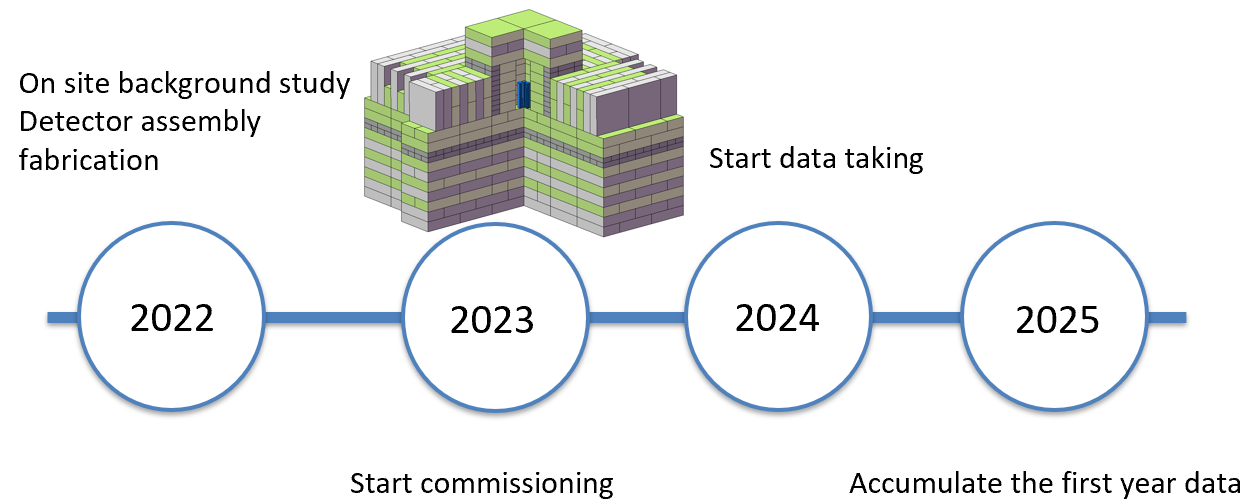 On site background study
Detector assembly
fabrication
Start data taking
2022
2023
2024
2025
Start commissioning
Accumulate the first year data